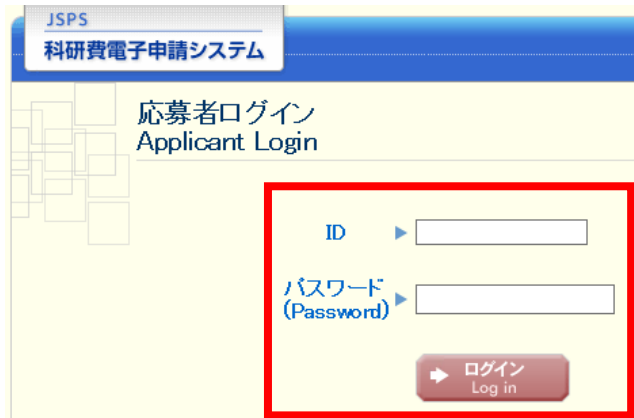 JSPS
科研費電子申請システム
応募者ログイン
Applicant Login
ID
パスワード
(Password)
ログイン
Log in